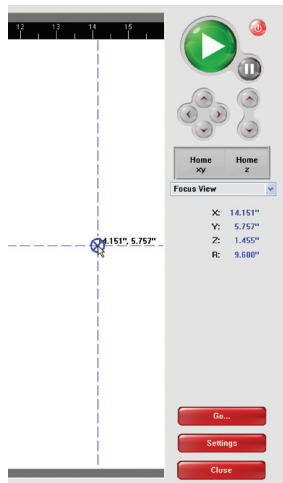 12 13 14 15
Home xy
Home z
Focus View
4.151", 5.757"
X: 14.151"
Y: 5.757"
Z: 1.455"
R: 9.600"
Go...
Settings
Close